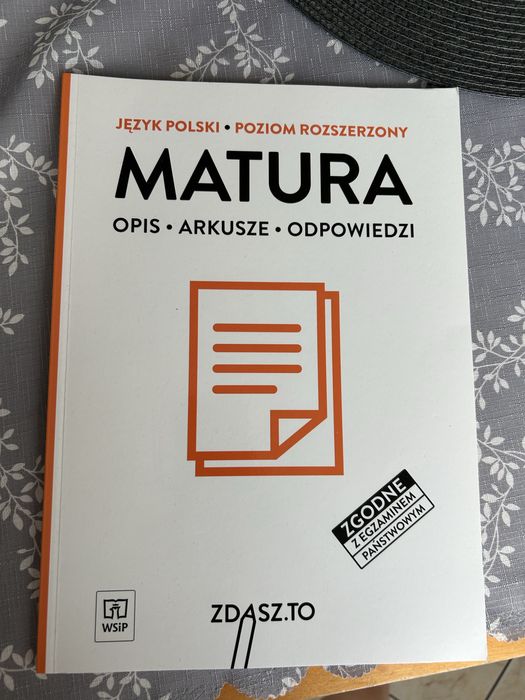 JĘZYK POLSKI • POZIOM ROZSZERZONY
MATURA
OPIS • ARKUSZE • ODPOWIEDZI
ZGODNE
Z EGZAMINEM
PAŃSTWOWYM
WSiP
ZDASZ.TO